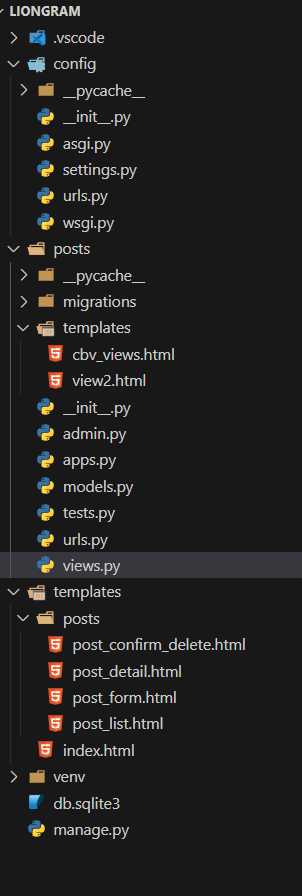 LIONGRAM
.vscode
config
__pycache__
__init__.py
asgi.py
settings.py
urls.py
wsgi.py
posts
__pycache__
migrations
templates
cbv_views.html
view2.html
__init__.py
admin.py
apps.py
models.py
tests.py
urls.py
views.py
templates
posts
post_confirm_delete.html
post_detail.html
post_form.html
post_list.html
index.html
venv
db.sqlite3
manage.py